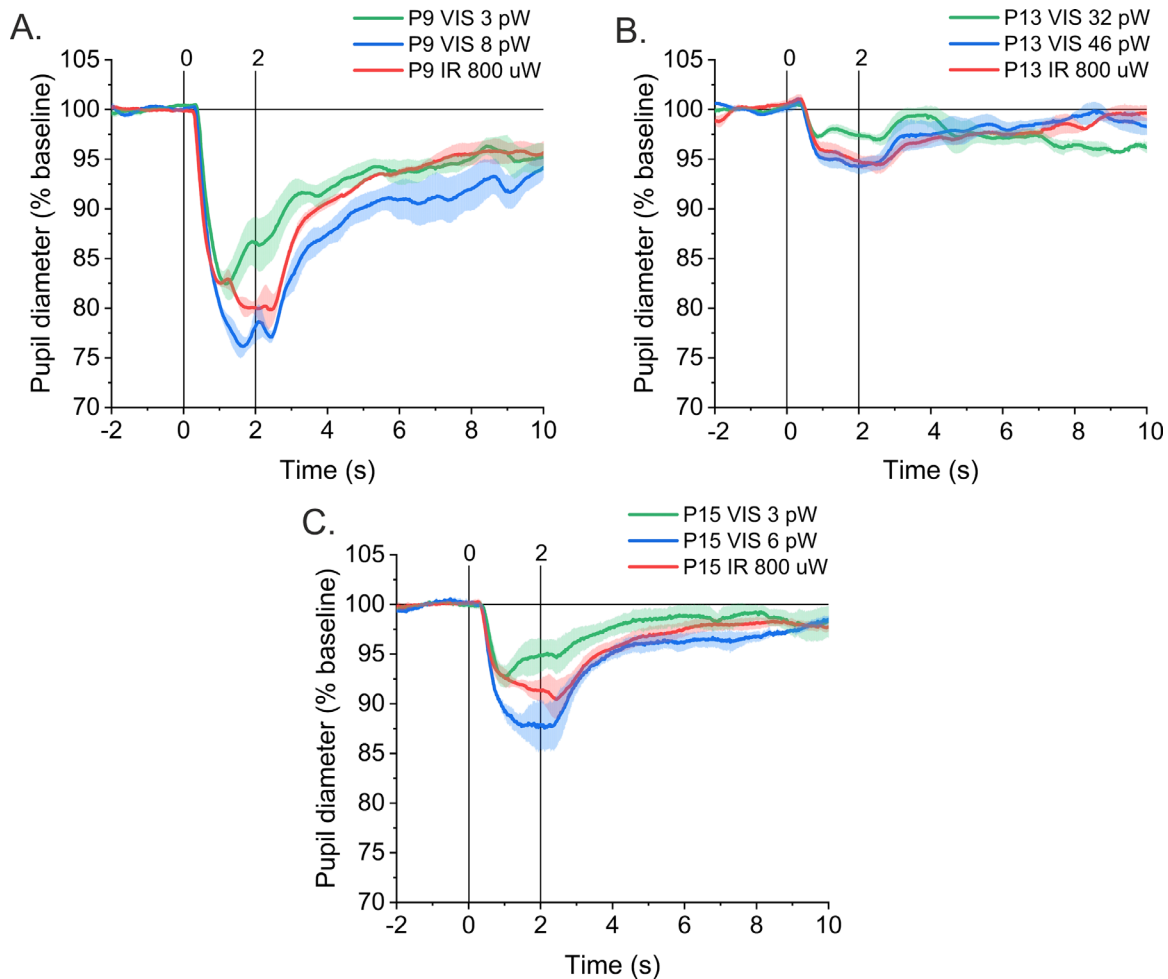 A.
P9 VIS 3 pW
P9 VIS 8 pW
P9 IR 800 uW
0 2
105
100
95
90
85
80
75
70
-2 0 2 4 6 8 10
Pupil diameter (% baseline)
Time (s)
B.
P13 VIS 32 pW
P13 VIS 46 pW
P13 IR 800 uW
0 2
105
100
95
90
85
80
75
70
-2 0 2 4 6 8 10
Pupil diameter (% baseline)
Time (s)
C.
P15 VIS 3 pW
P15 VIS 6 pW
P15 IR 800 uW
0 2
105
100
95
90
85
80
75
70
-2 0 2 4 6 8 10
Pupil diameter (% baseline)
Time (s)